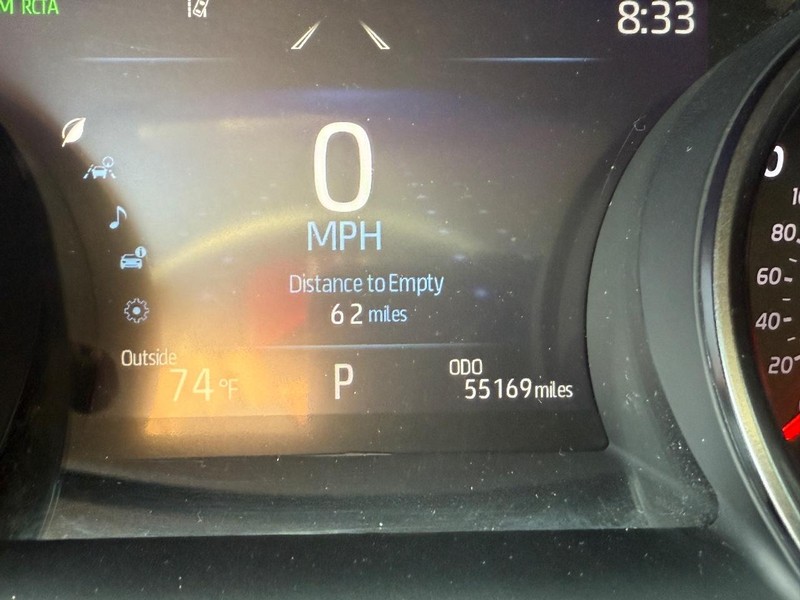 M RCTA
8:33
0
MPH
Distance to Empty
62 miles
Outside
74 °F
P
ODO
55169 miles
80
60
40
20